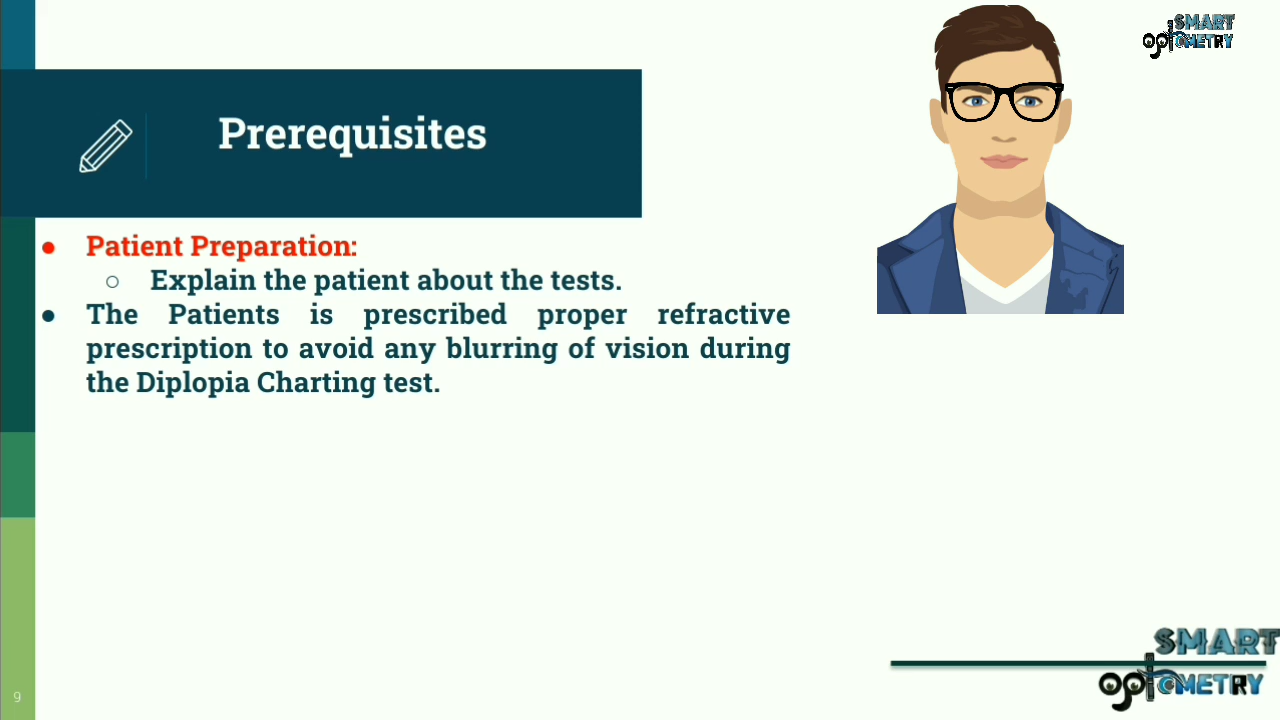 SMART
OPTOMETRY
Prerequisites
● Patient Preparation:
○ Explain the patient about the tests.
● The Patients is prescribed proper refractive
prescription to avoid any blurring of vision during
the Diplopia Charting test.
SMART
OPTOMETRY
9